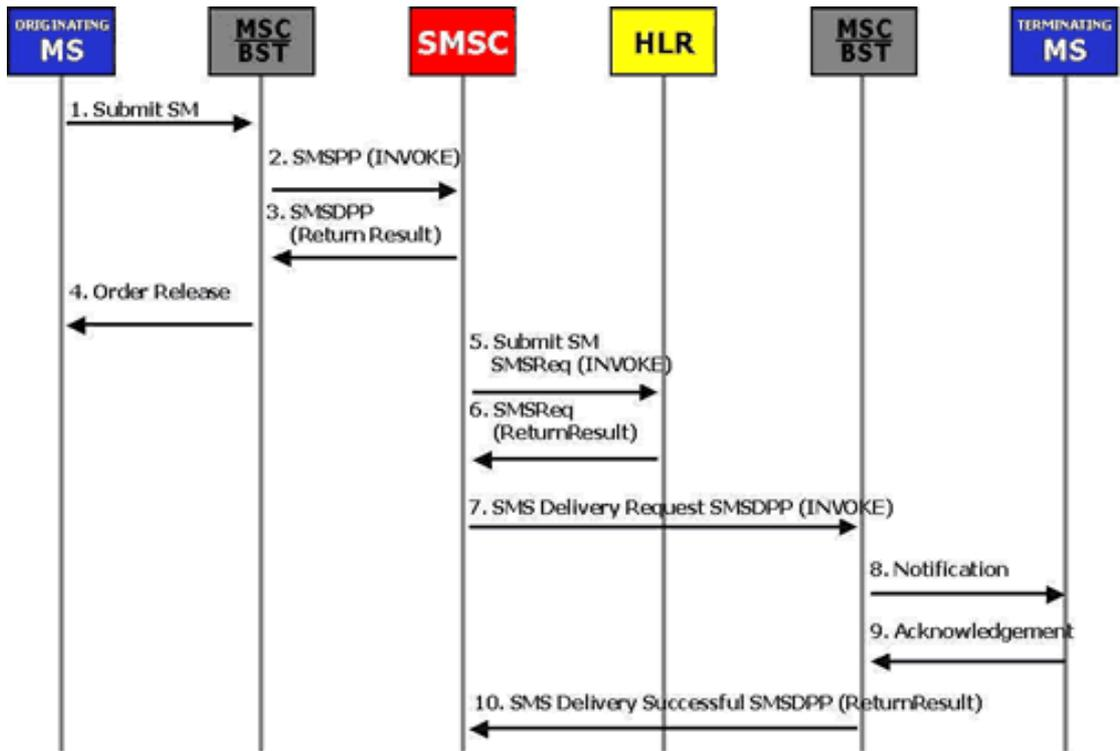 ORIGINATING
MS
MSC
BST
SMSC
HLR
MSC
BST
TERMINATING
MS
1. Submit SM
2. SMSPP (INVOKE)
3. SMSDPP
(Return Result)
4. Order Release
5. Submit SM
SMSReq (INVOKE)
6. SMSReq
(ReturnResult)
7. SMS Delivery Request SMSDPP (INVOKE)
8. Notification
9. Acknowledgement
10. SMS Delivery Successful SMSDPP (ReturnResult)